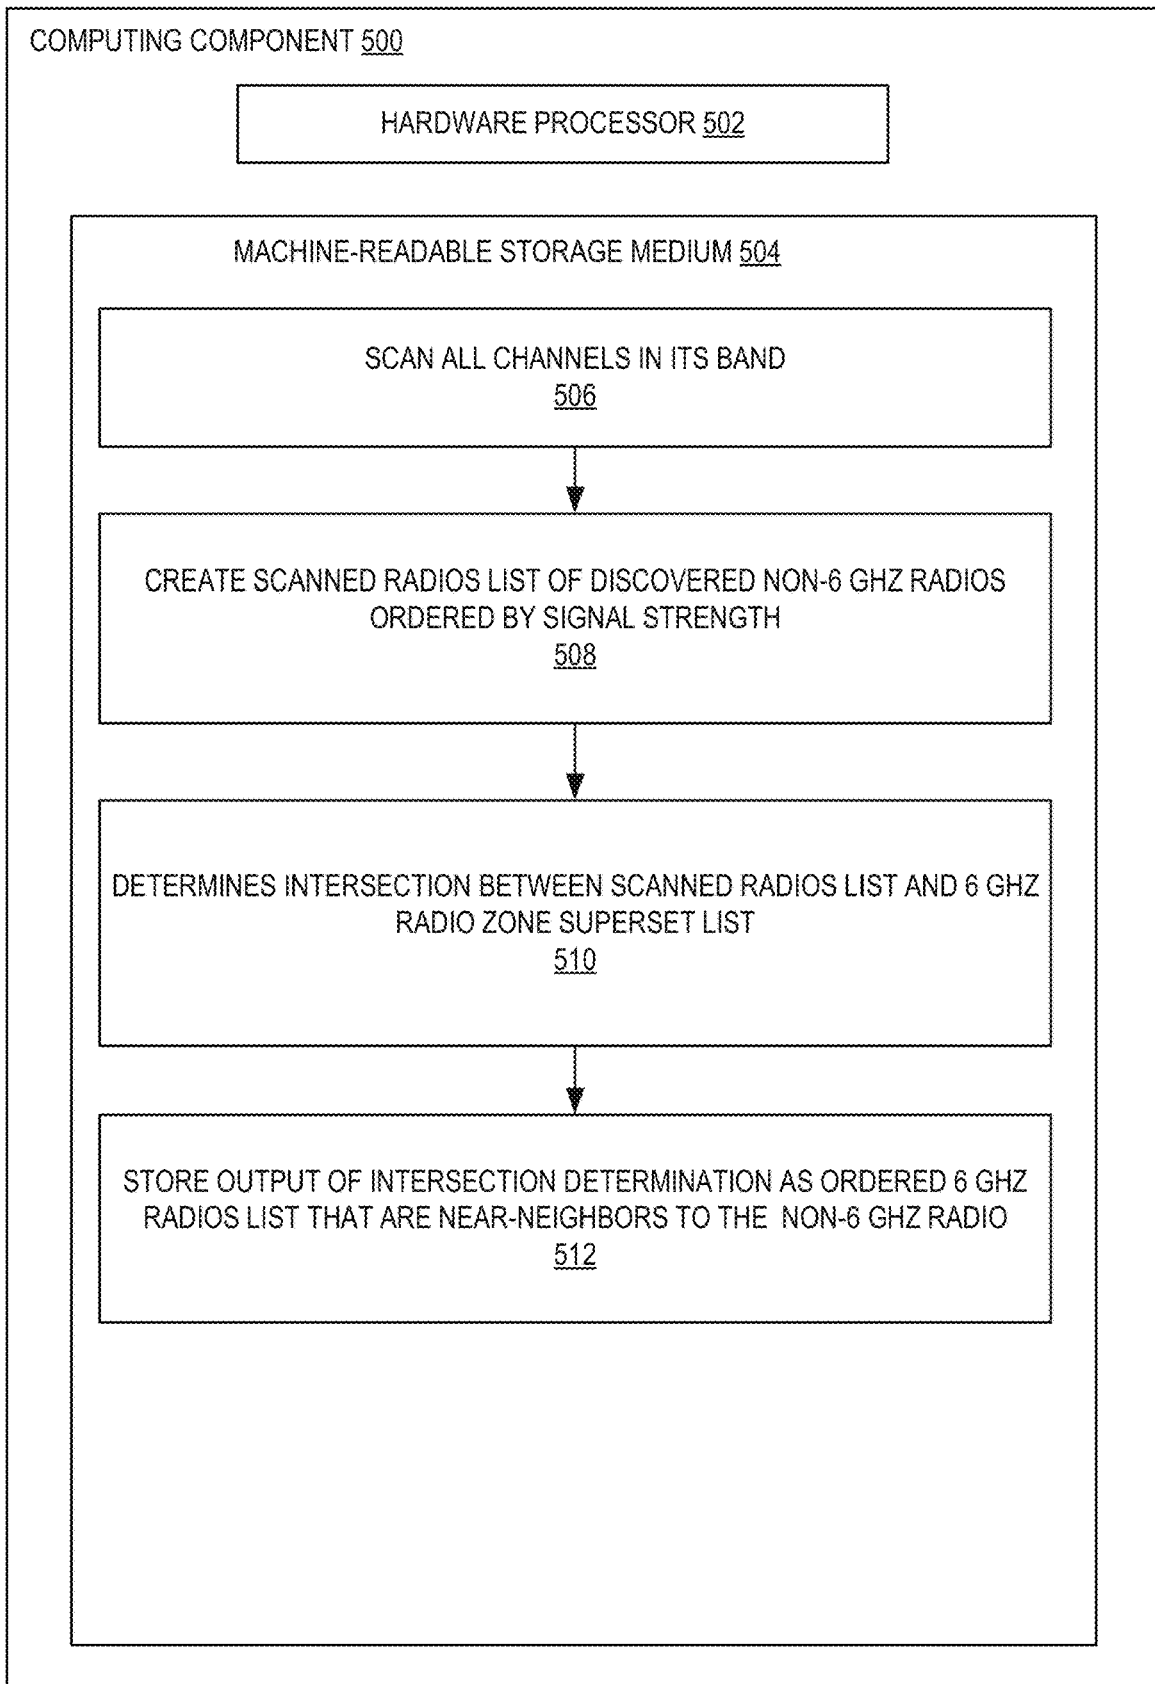 COMPUTING COMPONENT 500
HARDWARE PROCESSOR 502
MACHINE-READABLE STORAGE MEDIUM 504
SCAN ALL CHANNELS IN ITS BAND
506
CREATE SCANNED RADIOS LIST OF DISCOVERED NON-6 GHZ RADIOS
ORDERED BY SIGNAL STRENGTH
508
DETERMINES INTERSECTION BETWEEN SCANNED RADIOS LIST AND 6 GHZ
RADIO ZONE SUPERSET LIST
510
STORE OUTPUT OF INTERSECTION DETERMINATION AS ORDERED 6 GHZ
RADIOS LIST THAT ARE NEAR-NEIGHBORS TO THE NON-6 GHZ RADIO
512